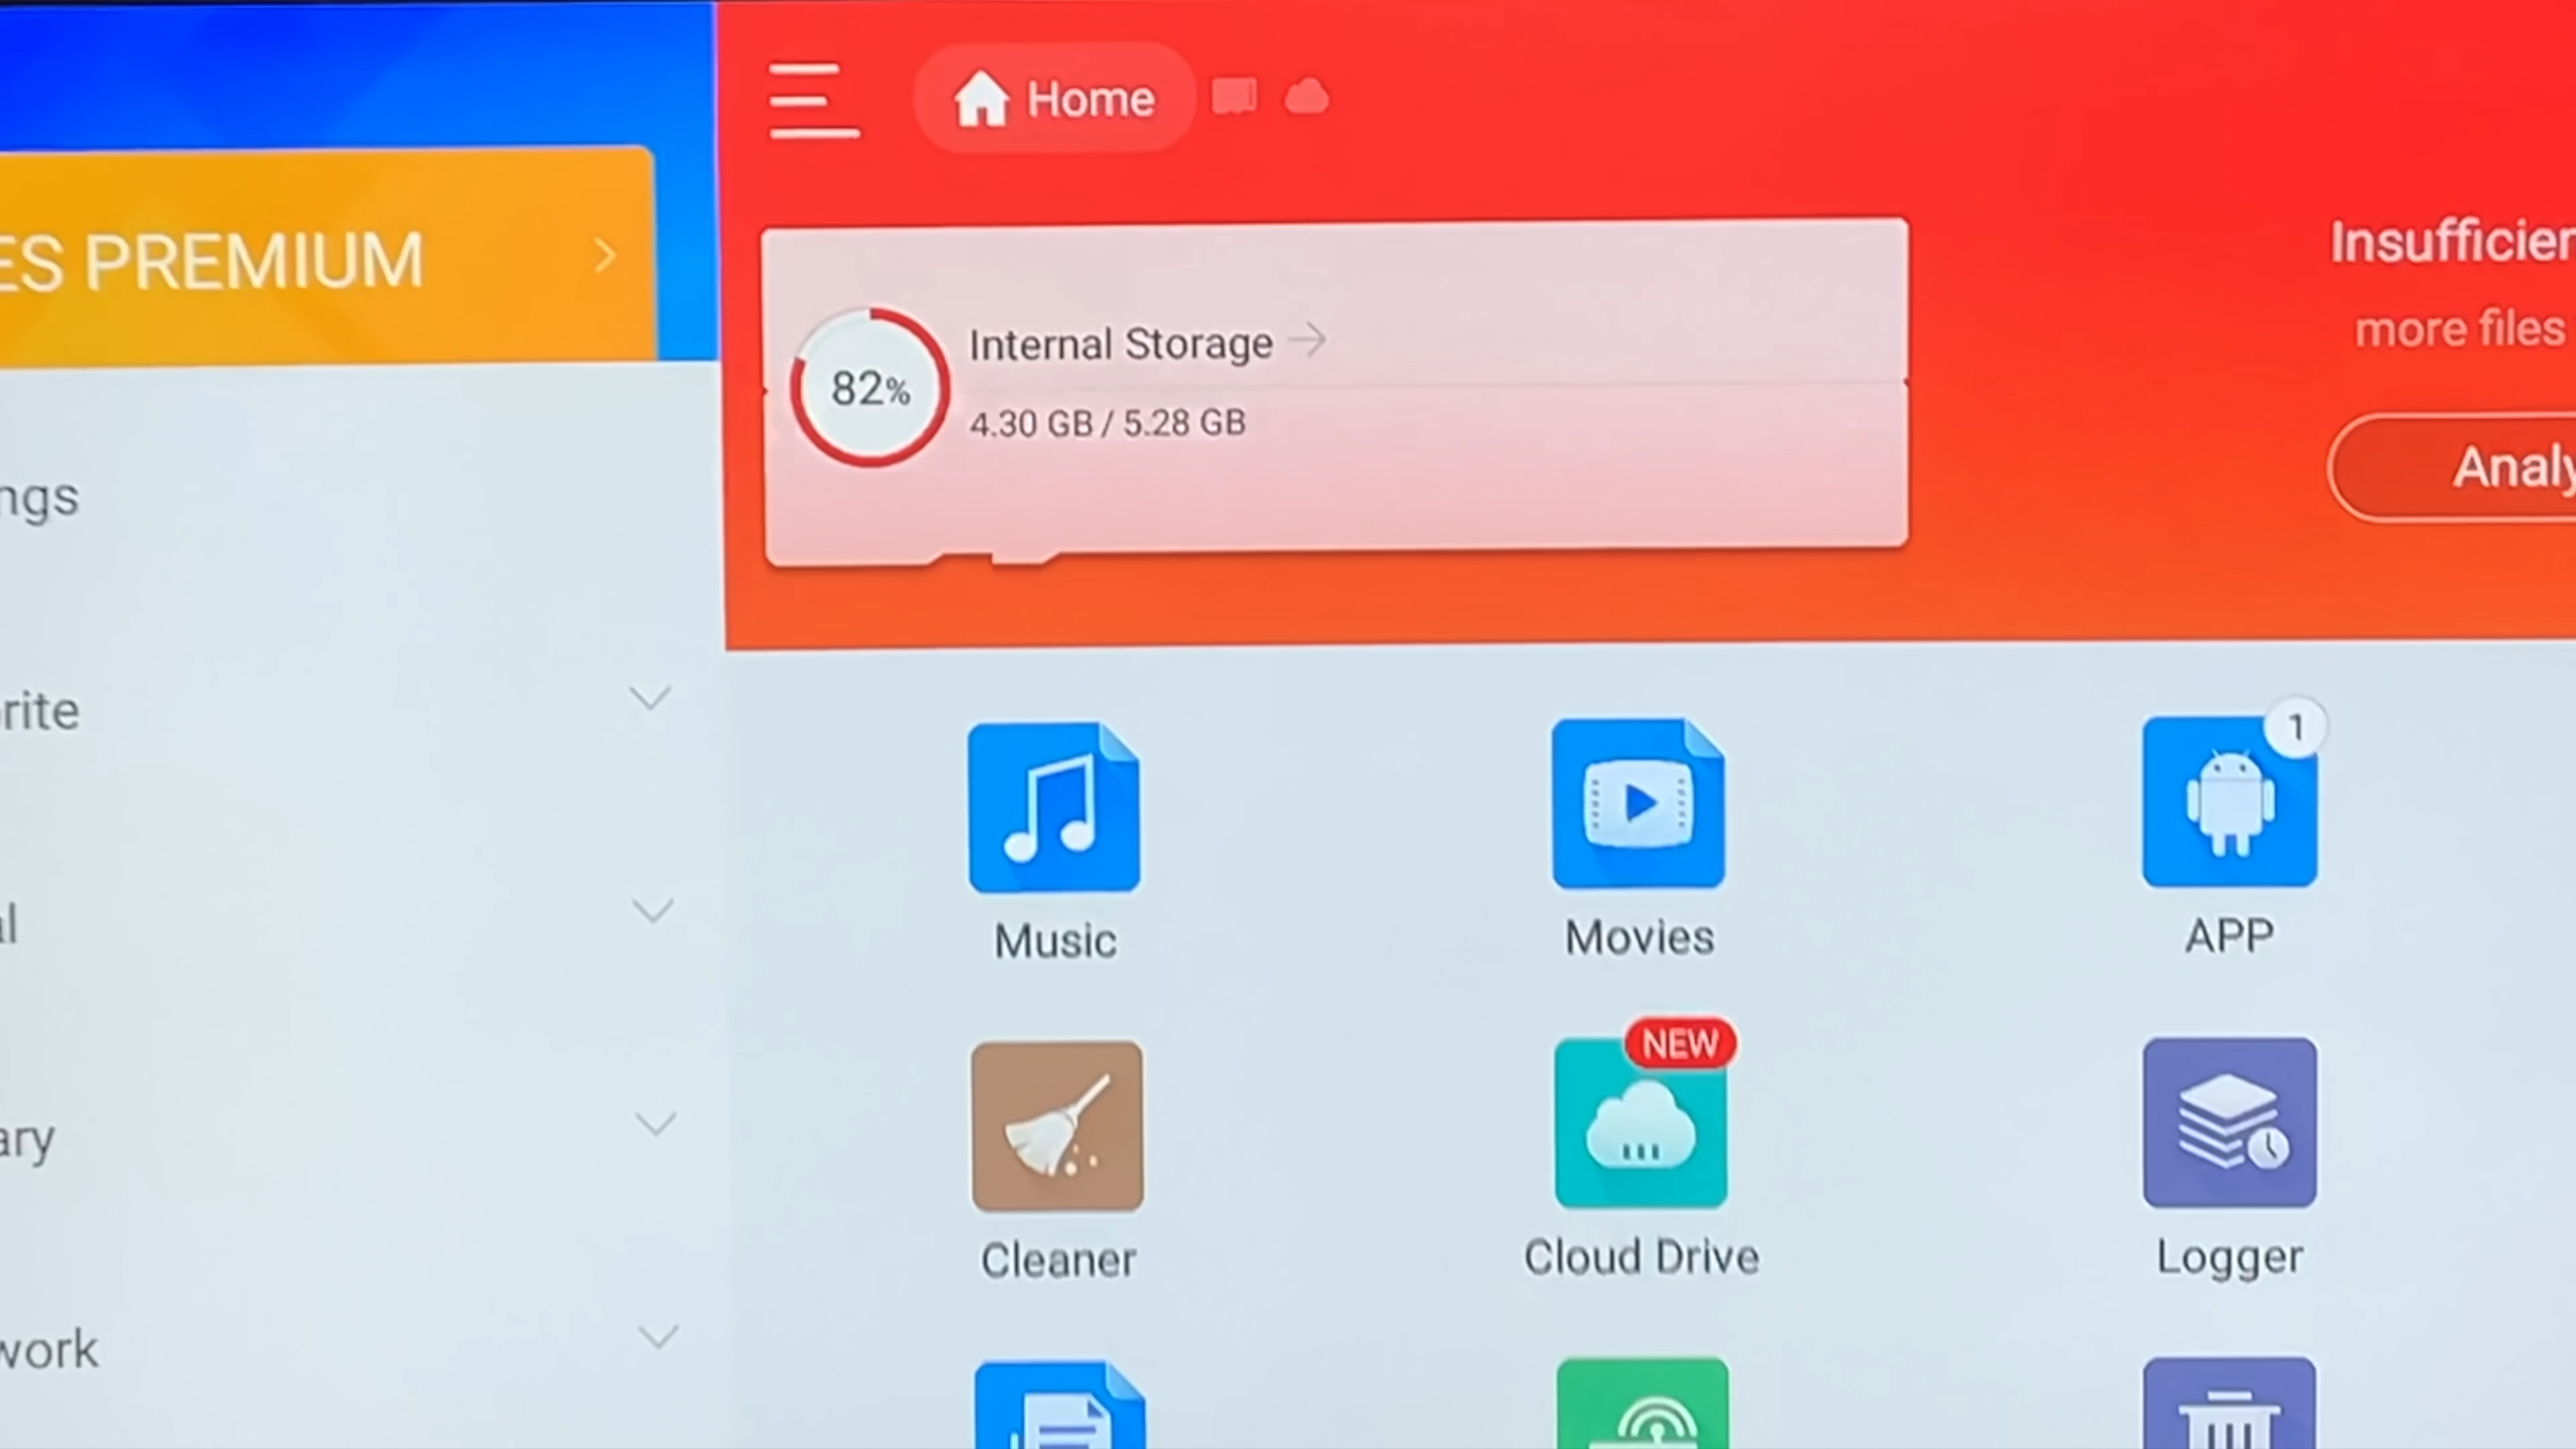 Home
ES PREMIUM
Insufficien
more files
Internal Storage
82%
4.30 GB / 5.28 GB
Analy
ngs
rite
1
Music
Movies
APP
al
NEW
ary
Cleaner
Cloud Drive
Logger
work